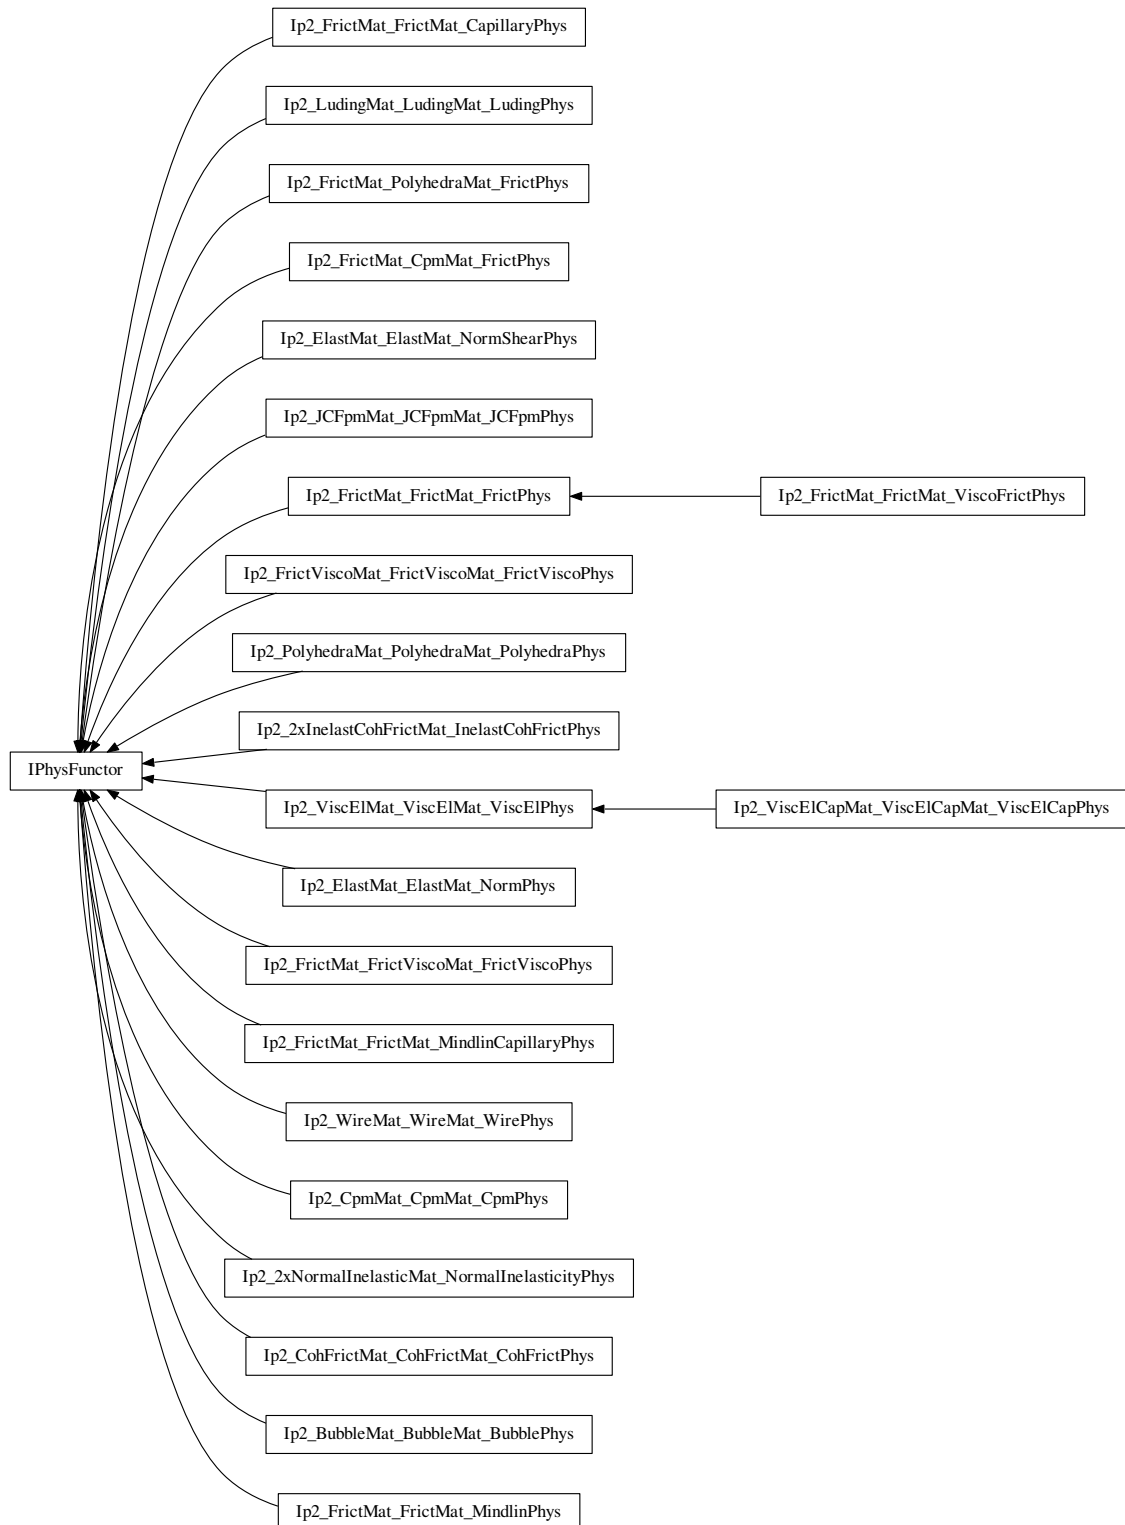 Ip2_FrictMat_FrictMat_CapillaryPhys
Ip2_LudingMat_LudingMat_LudingPhys
Ip2_FrictMat_PolyhedraMat_FrictPhys
Ip2_FrictMat_CpmMat_FrictPhys
Ip2_ElastMat_ElastMat_NormShearPhys
Ip2_JCFpmMat_JCFpmMat_JCFpmPhys
Ip2_FrictMat_FrictMat_FrictPhys
Ip2_FrictMat_FrictMat_ViscoFrictPhys
Ip2_FrictViscoMat_FrictViscoMat_FrictViscoPhys
Ip2_PolyhedraMat_PolyhedraMat_PolyhedraPhys
Ip2_2xInelastCohFrictMat_InelastCohFrictPhys
IPhysFunctor
Ip2_ViscElMat_ViscElMat_ViscElPhys
Ip2_ViscElCapMat_ViscElCapMat_ViscElCapPhys
Ip2_ElastMat_ElastMat_NormPhys
Ip2_FrictMat_FrictViscoMat_FrictViscoPhys
Ip2_FrictMat_FrictMat_MindlinCapillaryPhys
Ip2_WireMat_WireMat_WirePhys
Ip2_CpmMat_CpmMat_CpmPhys
Ip2_2xNormalInelasticMat_NormalInelasticityPhys
Ip2_CohFrictMat_CohFrictMat_CohFrictPhys
Ip2_BubbleMat_BubbleMat_BubblePhys
Ip2_FrictMat_FrictMat_MindlinPhys